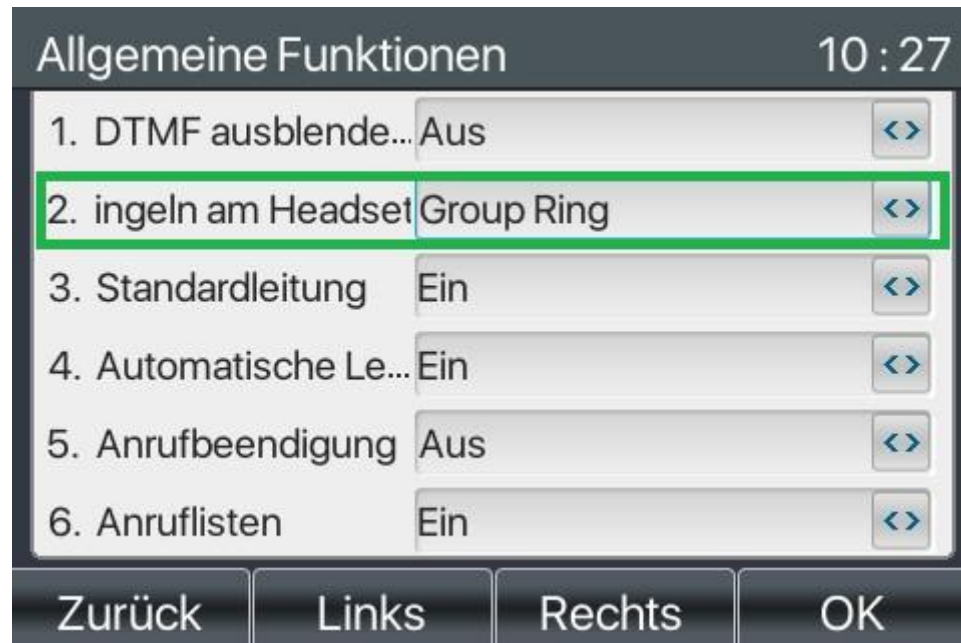 Allgemeine Funktionen 10:27
1. DTMF ausblende... Aus <>
2. ingeln am Headset Group Ring <>
3. Standardleitung Ein <>
4. Automatische Le... Ein <>
5. Anrufbeendigung Aus <>
6. Anruflisten Ein <>
Zurück Links Rechts OK